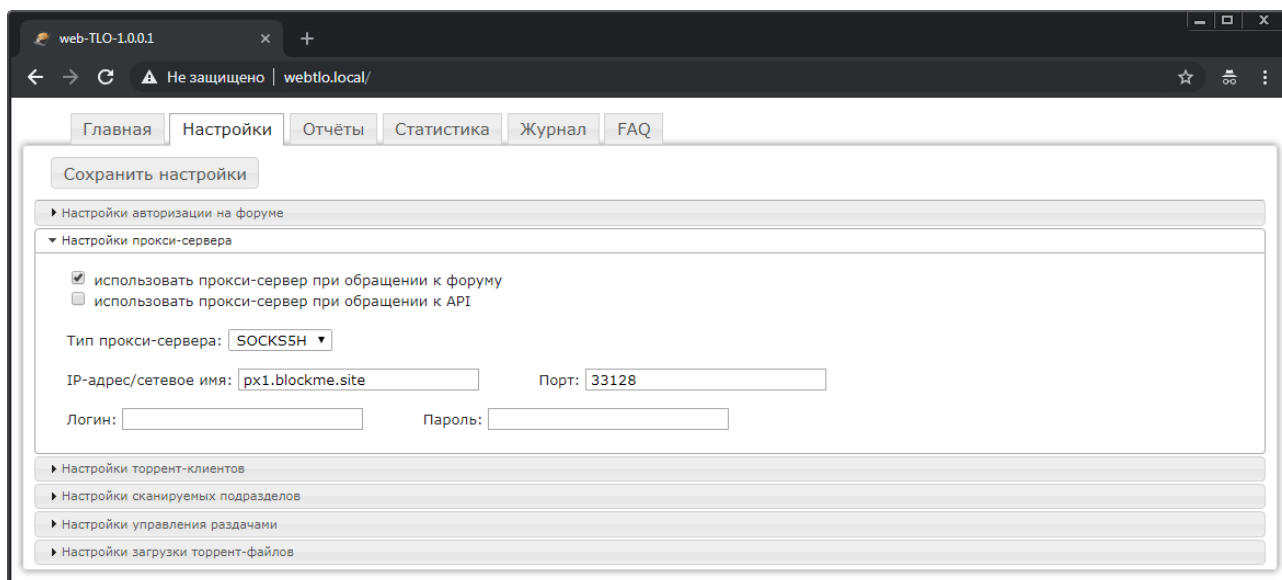 web-TLO-1.0.0.1
Не защищено | webtlo.local/
Главная Настройки Отчёты Статистика Журнал FAQ
Сохранить настройки
Настройки авторизации на форуме
Настройки прокси-сервера
использовать прокси-сервер при обращении к форуму
использовать прокси-сервер при обращении к API
Тип прокси-сервера: SOCKS5H
IP-адрес/сетевое имя: px1.blockme.site Порт: 33128
Логин: Пароль:
Настройки торрент-клиентов
Настройки сканируемых подразделов
Настройки управления раздачами
Настройки загрузки торрент-файлов